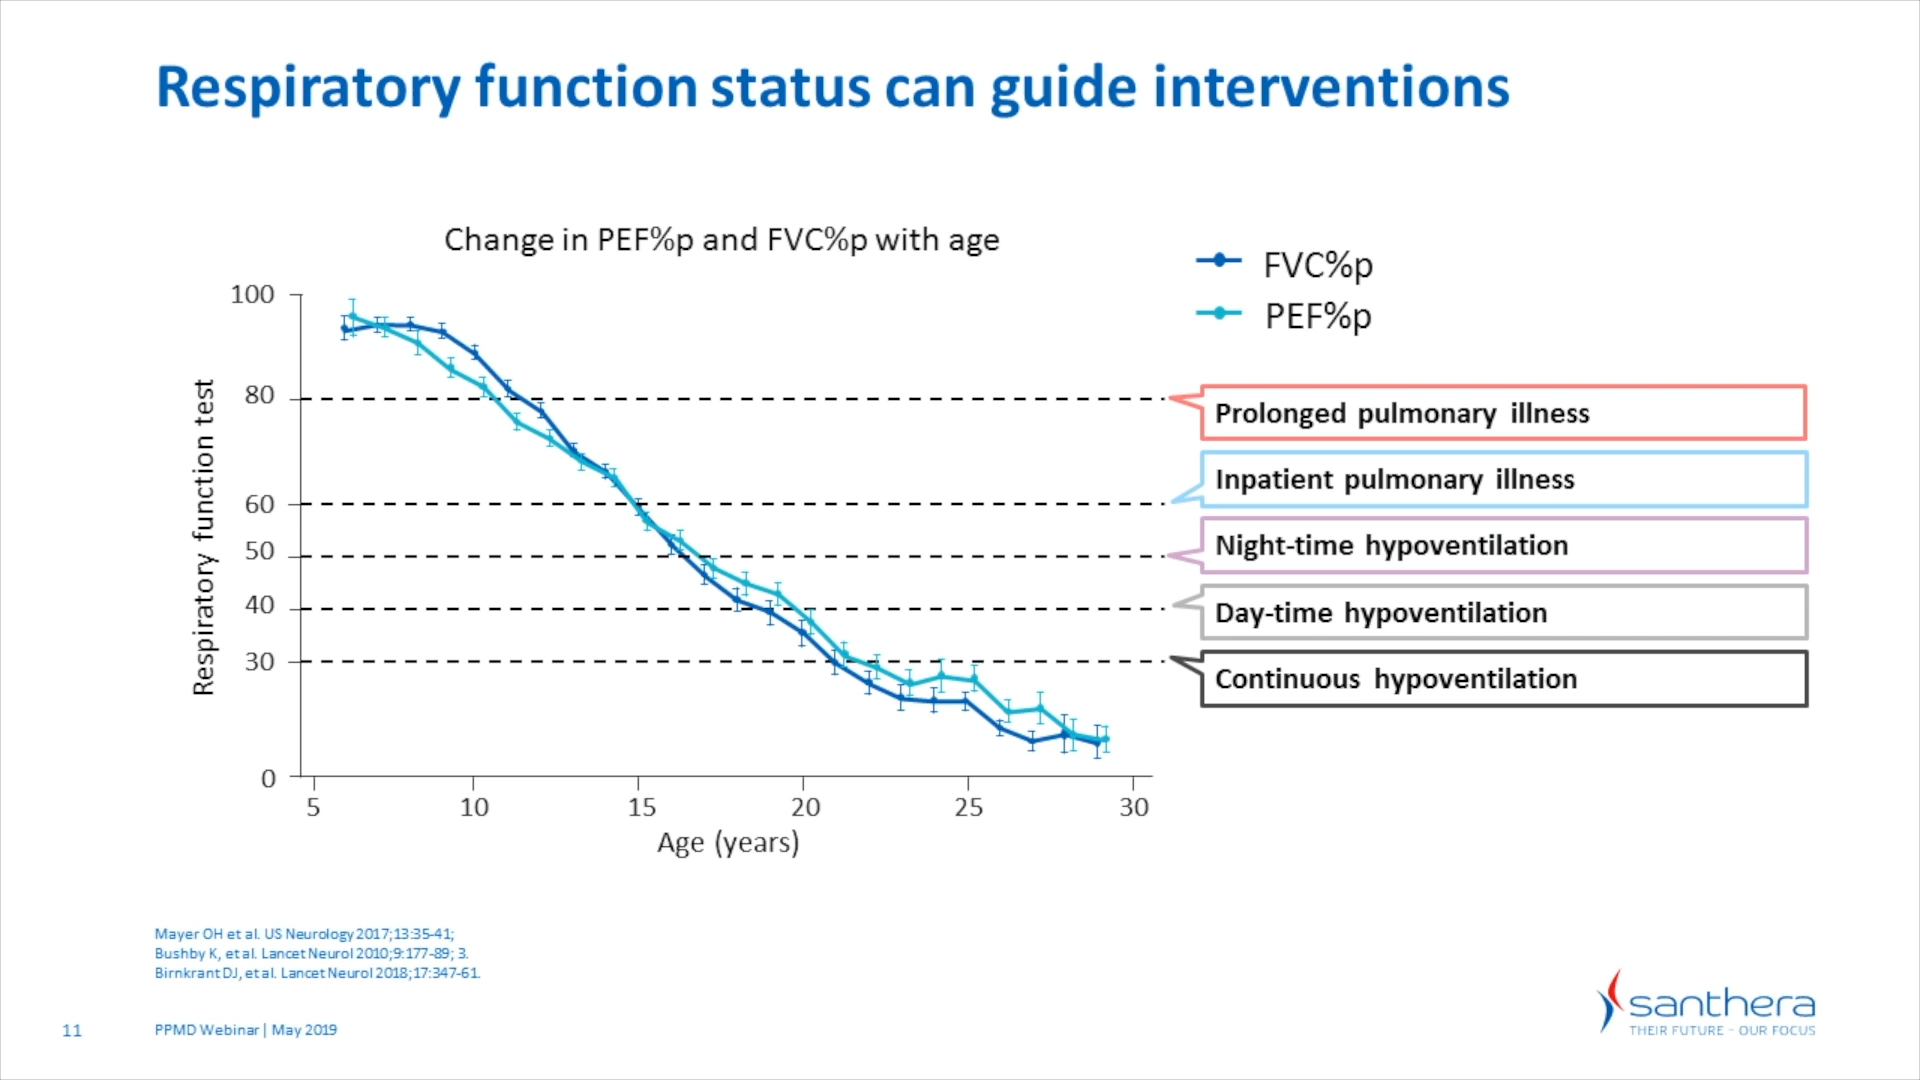 Respiratory function status can guide interventions
Change in PEF%p and FVC%p with age
FVC%p
PEF%p
Respiratory function test
100
80
60
50
40
30
0
5 10 15 20 25 30
Age (years)
Prolonged pulmonary illness
Inpatient pulmonary illness
Night-time hypoventilation
Day-time hypoventilation
Continuous hypoventilation
Mayer OH et al. US Neurology 2017;13:35-41;
Bushby K, et al. Lancet Neurol 2010;9:177-89; 3.
Birnkrant DJ, et al. Lancet Neurol 2018;17:347-61.
11 PPMD Webinar | May 2019
santhera
THEIR FUTURE - OUR FOCUS